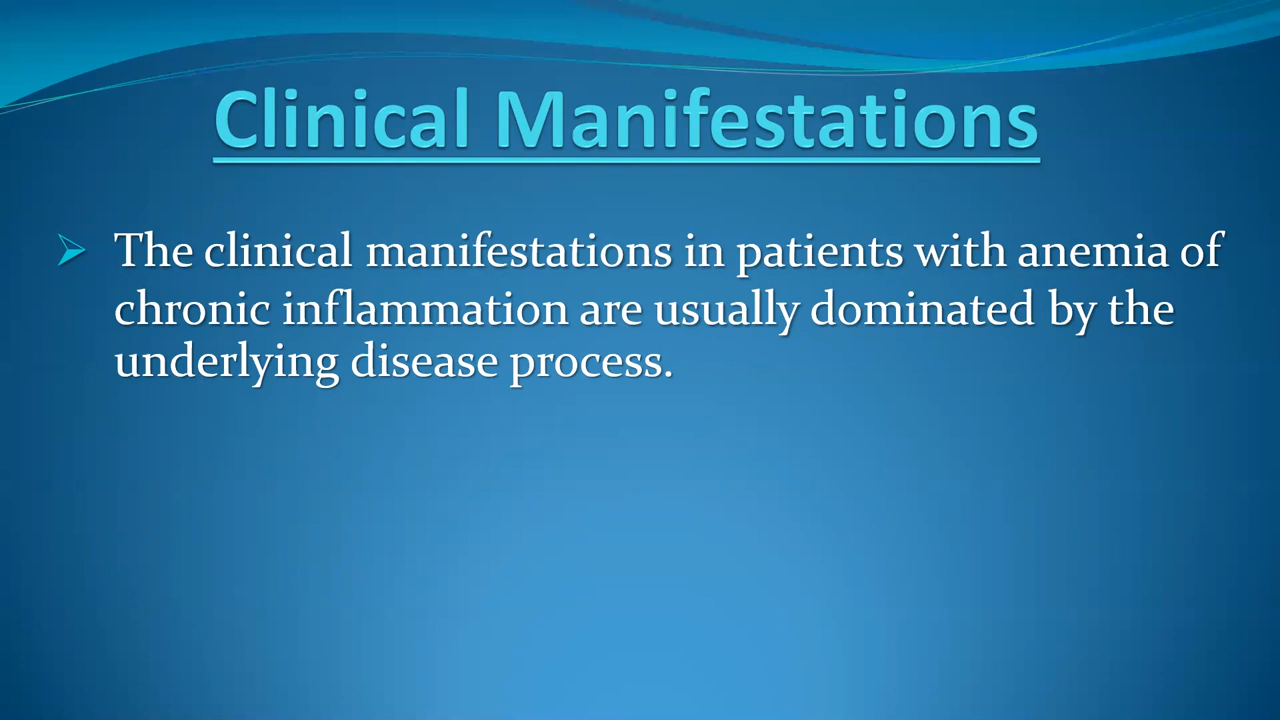 Clinical Manifestations
The clinical manifestations in patients with anemia of
chronic inflammation are usually dominated by the
underlying disease process.